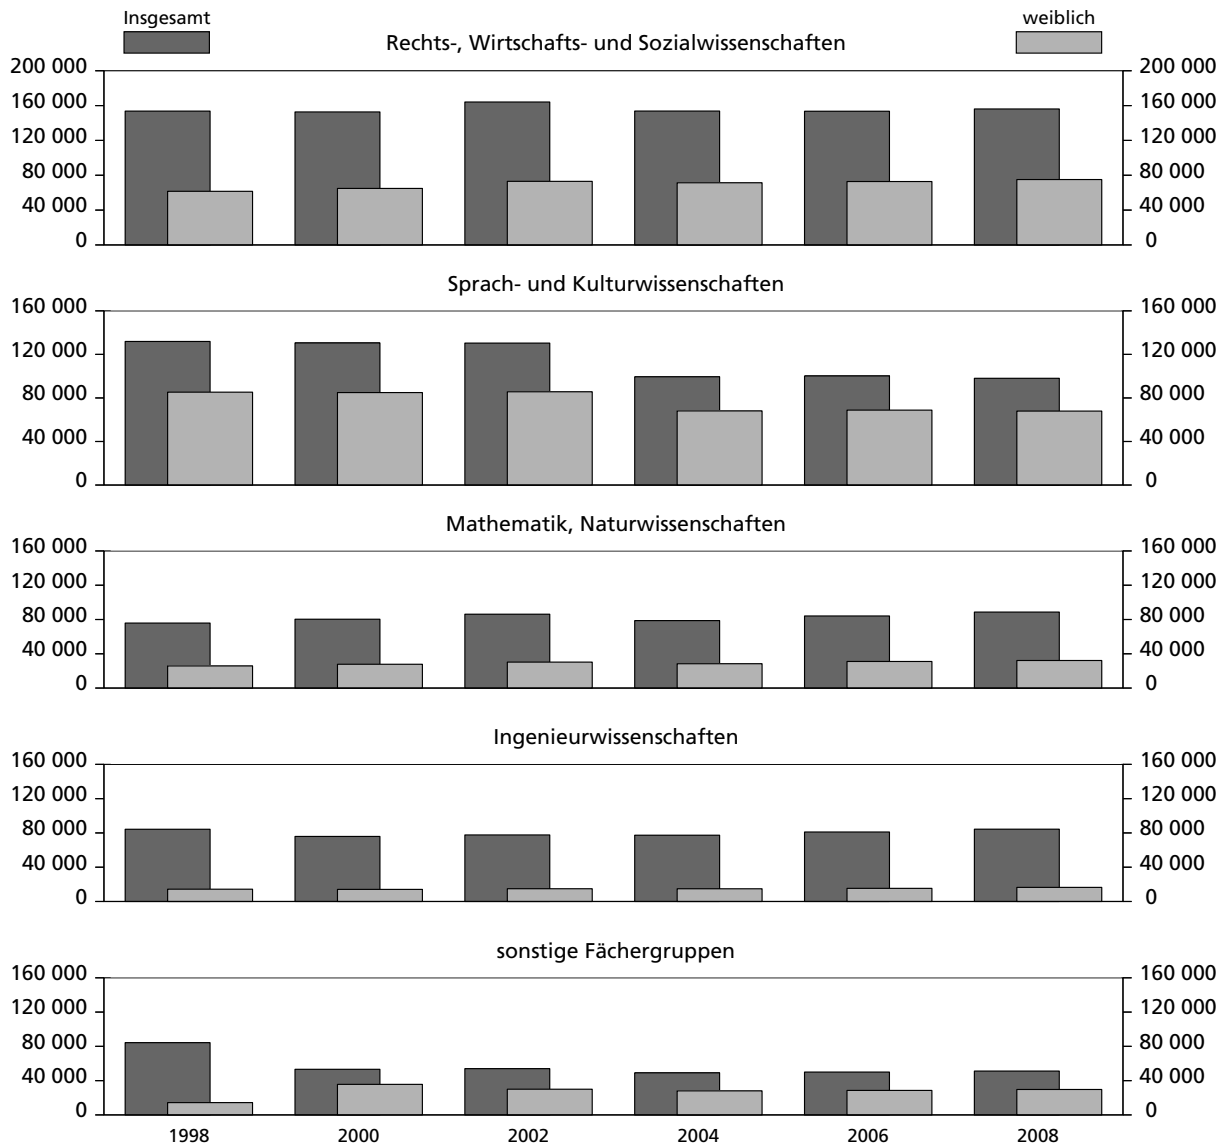 Insgesamt weiblich
Rechts-, Wirtschafts- und Sozialwissenschaften
200 000 200 000
160 000 160 000
120 000 120 000
80 000 80 000
40 000 40 000
0 0
Sprach- und Kulturwissenschaften
160 000 160 000
120 000 120 000
80 000 80 000
40 000 40 000
0 0
Mathematik, Naturwissenschaften
160 000 160 000
120 000 120 000
80 000 80 000
40 000 40 000
0 0
Ingenieurwissenschaften
160 000 160 000
120 000 120 000
80 000 80 000
40 000 40 000
0 0
sonstige Fächergruppen
160 000 160 000
120 000 120 000
80 000 80 000
40 000 40 000
0 0
1998 2000 2002 2004 2006 2008